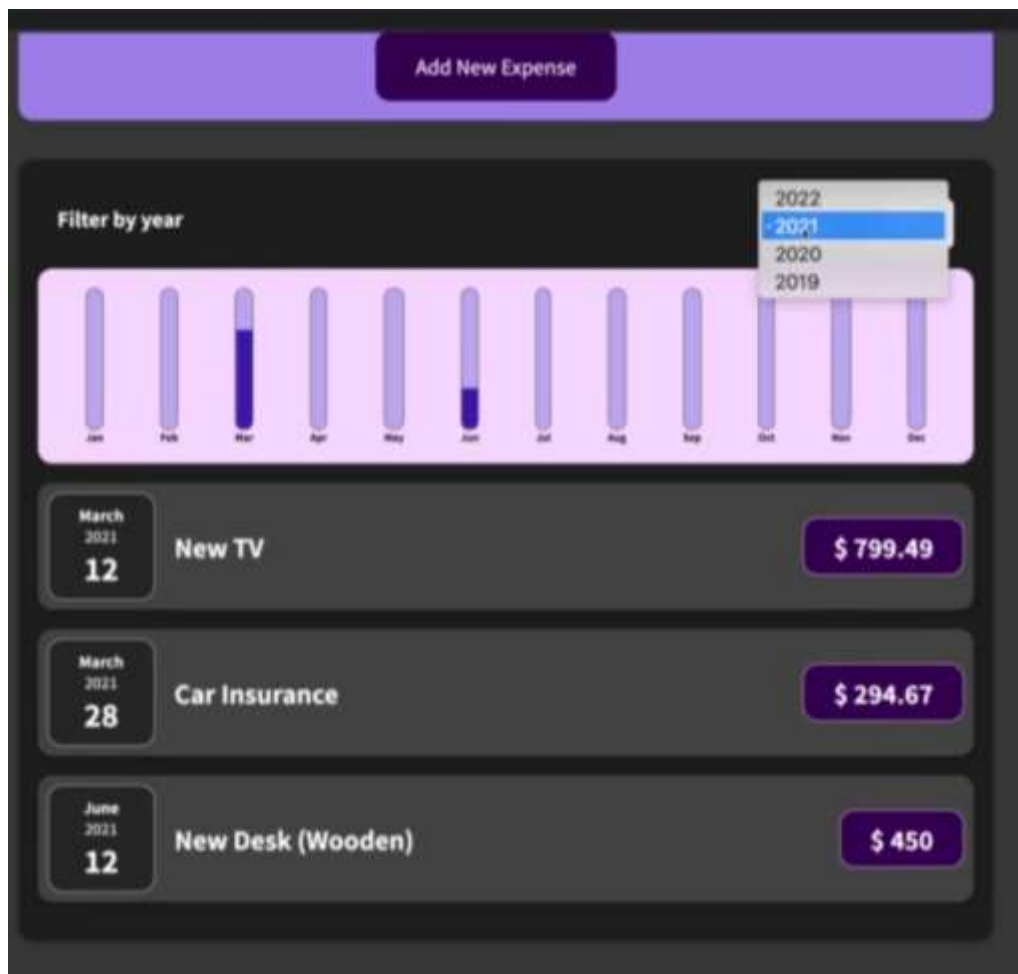 Add New Expense
Filter by year
2022
2021
2020
2019
Jan Feb Mar Apr May Jun Jul Aug Sep Oct Nov Dec
March
2021
12
New TV
$ 799.49
March
2021
28
Car Insurance
$ 294.67
June
2021
12
New Desk (Wooden)
$ 450